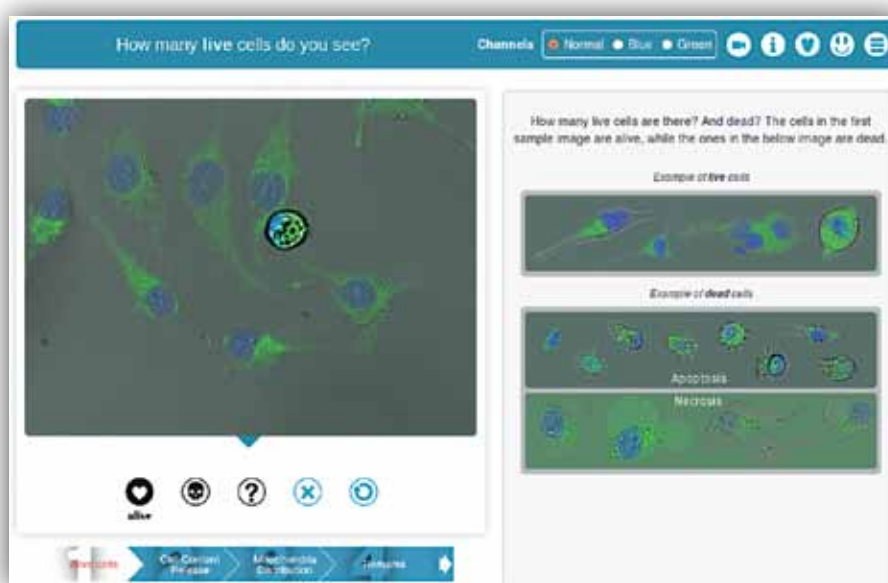 How many live cells do you see?
Channels Normal Blue Green
How many live cells are there? And dead? The cells in the first
sample image are alive, while the ones in the below image are dead.
Example of live cells
Example of dead cells
Apoptosis
Necrosis
alive
Cell Content
Release
Mitochondria
Distribution